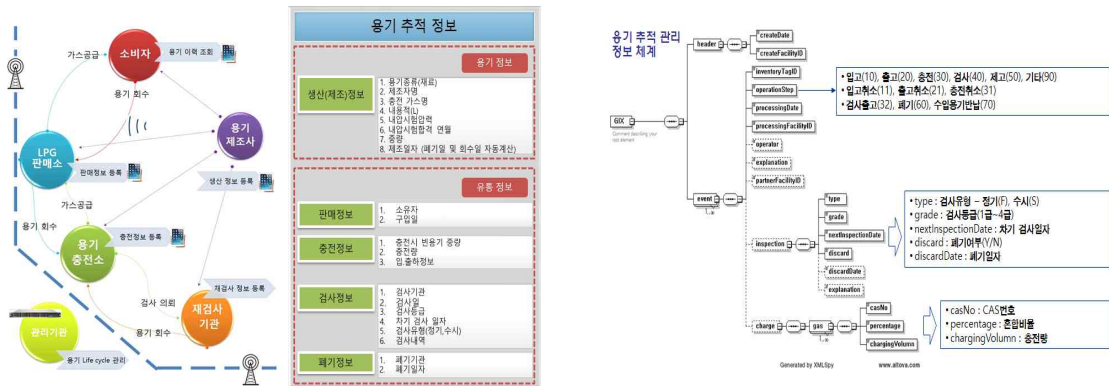 소비자
가스공급
용기 이력 조회
용기 회수
용기
제조사
LPG
판매소
판매정보 등록
생산 정보 등록
가스공급
용기 회수
충전정보 등록
용기
충전소
재검사 정보 등록
검사 의뢰
재검사
기관
용기 회수
관리기관
용기 Life cycle 관리
용기 추적 정보
용기 정보
생산(제조)정보
1. 용기종류(재료)
2. 제조자명
3. 충전 가스명
4. 내용적(L)
5. 내압시험압력
6. 내압시험합격 연월
7. 중량
8. 제조일자 (폐기일 및 회수일 자동계산)
유통 정보
판매정보
1. 소유자
2. 구입일
충전정보
1. 충전시 빈용기 중량
2. 충전량
3. 입.출하정보
검사정보
1. 검사기관
2. 검사일
3. 검사등급
4. 차기 검사 일자
5. 검사유형(정기,수시)
6. 검사내역
폐기정보
1. 폐기기관
2. 폐기일자
용기 추적 관리
정보 체계
GIX
Comment describing your
root element
header
createDate
createFacilityID
event
inventoryTagID
operationStep
processingDate
processingFacilityID
operator
explanation
partnerFacilityID
inspection
type
grade
nextInspectionDate
discard
discardDate
explanation
charge
gas
casNo
percentage
chargingVolumn
• 입고(10), 출고(20), 충전(30), 검사(40), 재고(50), 기타(90)
• 입고취소(11), 출고취소(21), 충전취소(31)
• 검사출고(32), 폐기(60), 수입용기반납(70)
• type : 검사유형 – 정기(F), 수시(S)
• grade : 검사등급(1급~4급)
• nextInspectionDate : 차기 검사일자
• discard : 폐기여부(Y/N)
• discardDate : 폐기일자
• casNo : CAS번호
• percentage : 혼합비율
• chargingVolumn : 충전량
Generated by XMLSpy
www.altova.com